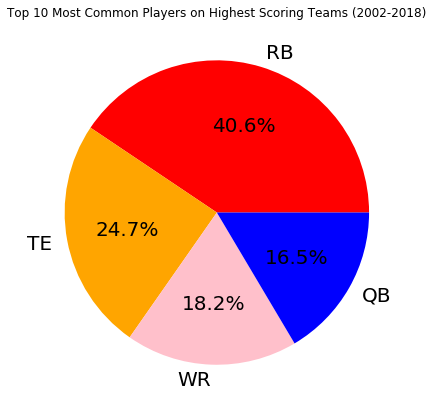 Top 10 Most Common Players on Highest Scoring Teams (2002-2018)
RB
40.6%
24.7%
TE
16.5%
QB
18.2%
WR